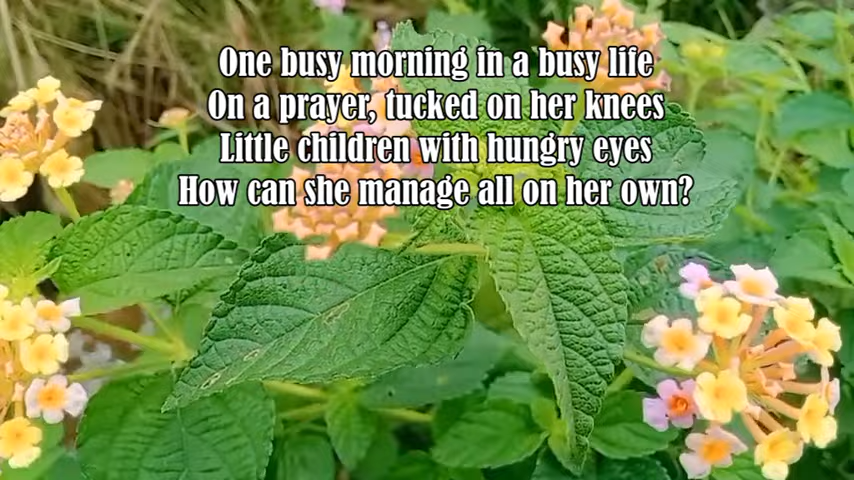 One busy morning in a busy life
On a prayer, tucked on her knees
Little children with hungry eyes
How can she manage all on her own?